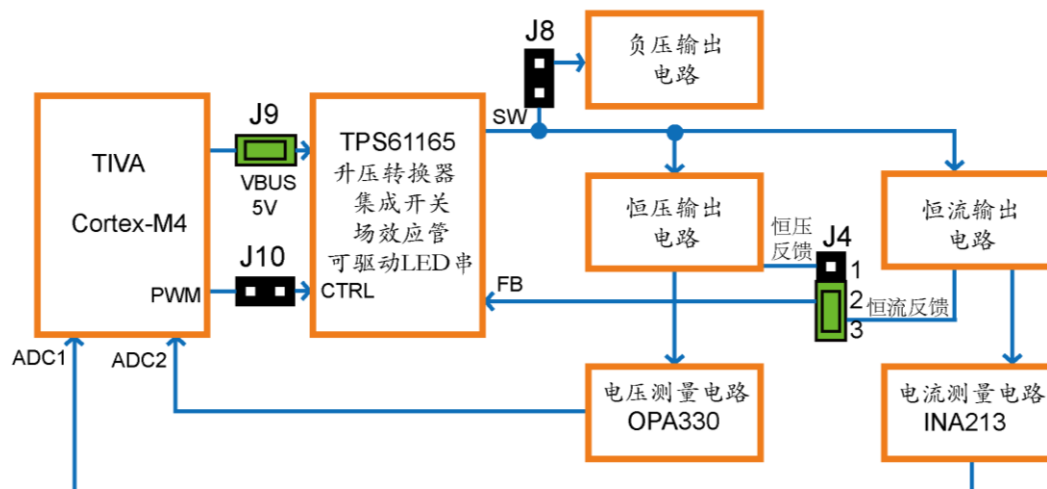 J8
负压输出
电路
J9
SW
TIVA
Cortex-M4
VBUS
5V
TPS61165
升压转换器
集成开关
场效应管
可驱动LED串
恒压输出
电路
恒流输出
电路
恒压
反馈
J4
1
2
3
J10
PWM
CTRL
FB
恒流反馈
ADC1
ADC2
电压测量电路
OPA330
电流测量电路
INA213